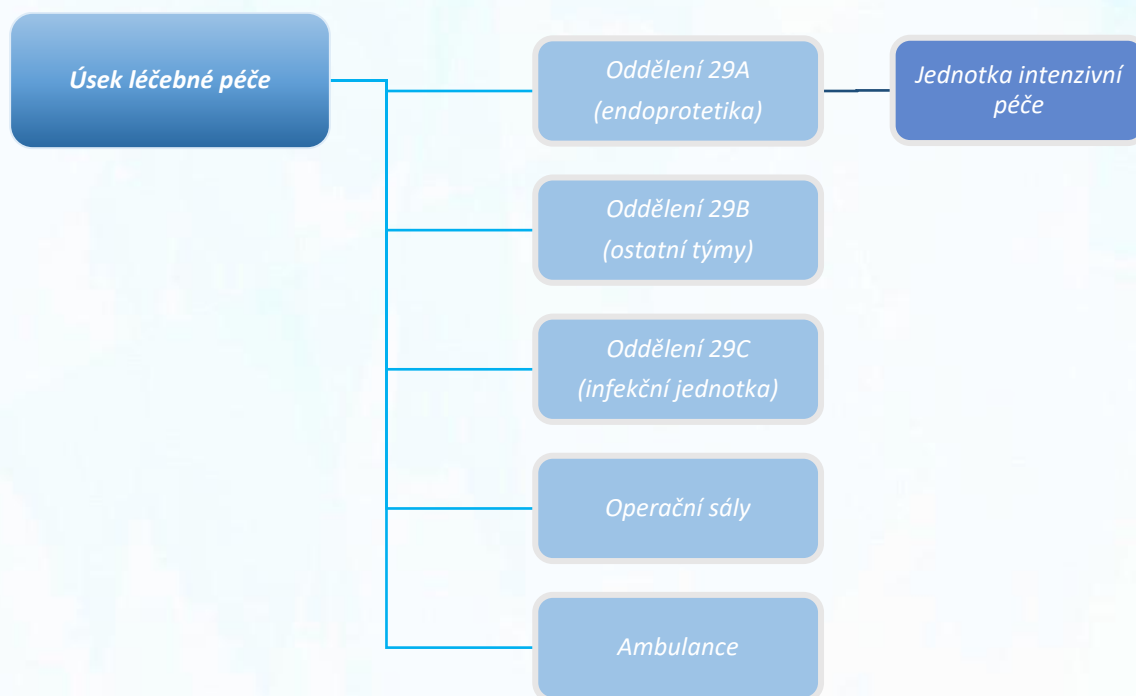 Úsek léčebné péče
Oddělení 29A
(endoprotetika)
Jednotka intenzivní
péče
Oddělení 29B
(ostatní týmy)
Oddělení 29C
(infekční jednotka)
Operační sály
Ambulance